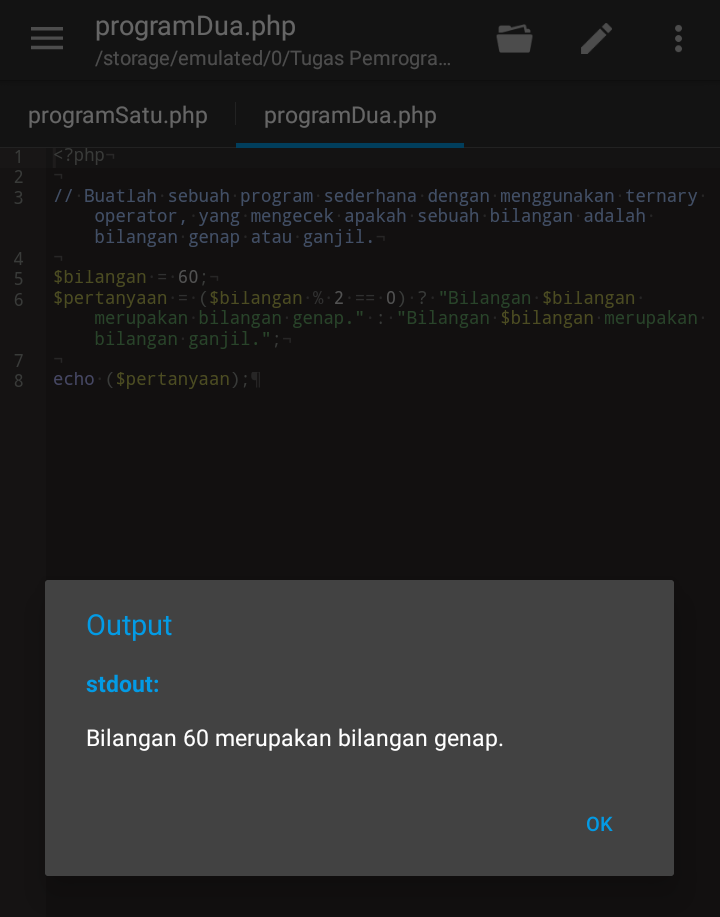 programDua.php
/storage/emulated/0/Tugas Pemrogra...
programSatu.php
programDua.php
1 <?php¬
2 ¬
3 //·Buatlah·sebuah·program·sederhana·dengan·menggunakan·ternary·
operator,·yang·mengecek·apakah·sebuah·bilangan·adalah·
bilangan·genap·atau·ganjil.¬
4 ¬
5 $bilangan·=·60;¬
6 $pertanyaan·=·($bilangan·%·2·==·0)·?·"Bilangan·$bilangan·
merupakan·bilangan·genap."·:·"Bilangan·$bilangan·merupakan·
bilangan·ganjil.";¬
7 ¬
8 echo·($pertanyaan);¶
Output
stdout:
Bilangan 60 merupakan bilangan genap.
OK